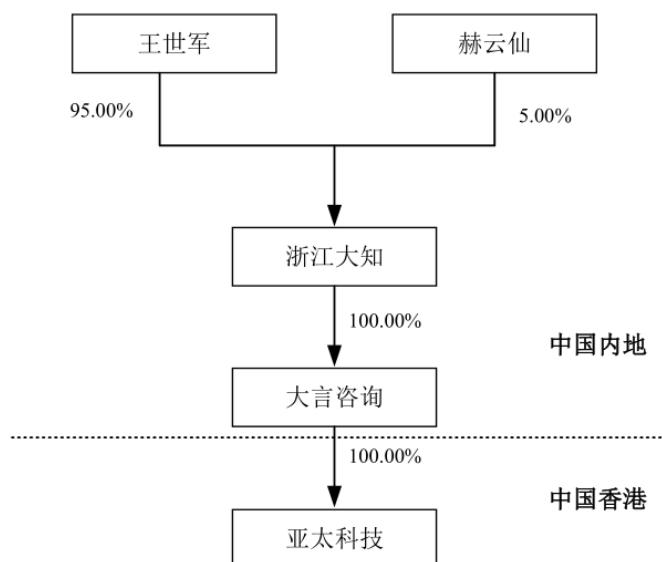 王世军
赫云仙
95.00%
5.00%
浙江大知
100.00%
中国内地
大言咨询
100.00%
中国香港
亚太科技